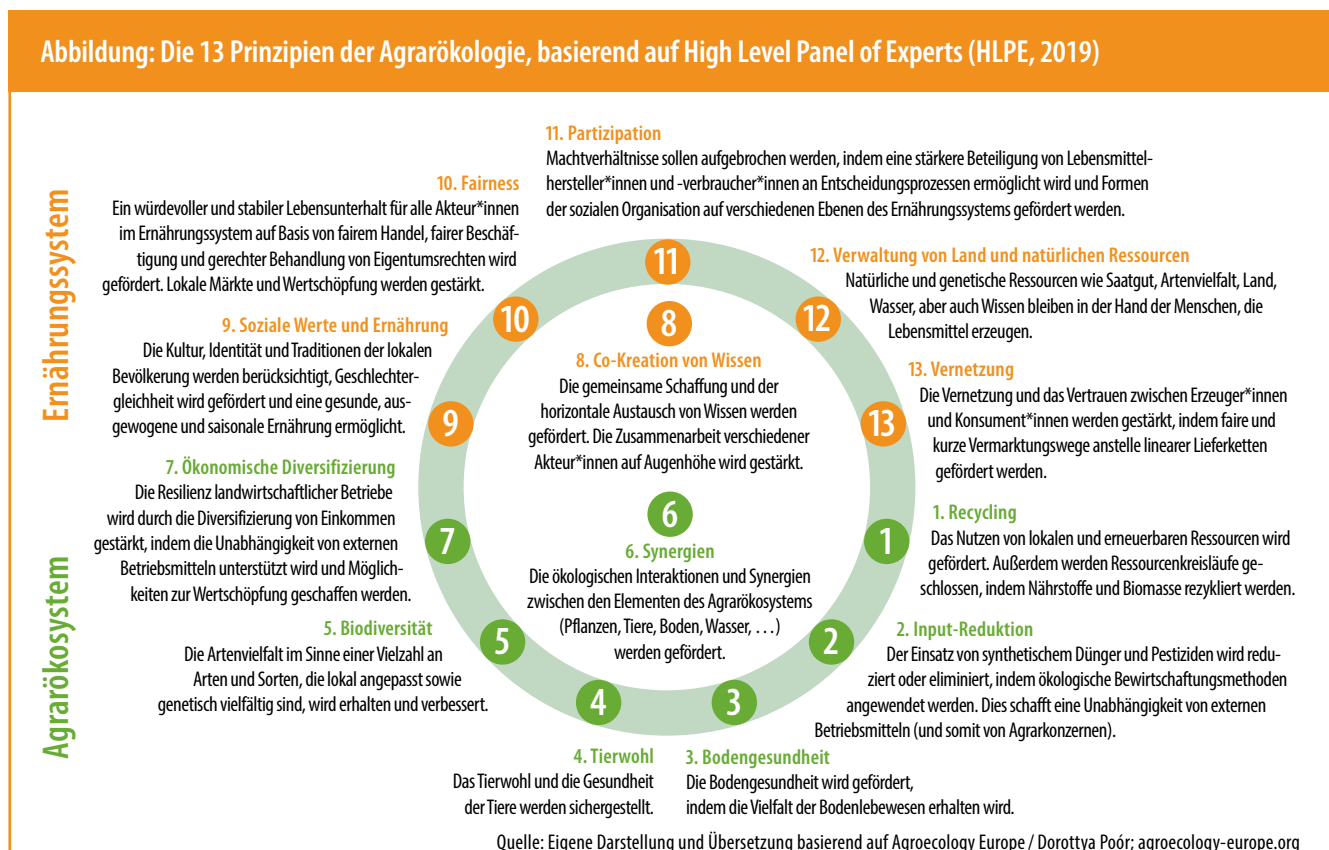 Abbildung: Die 13 Prinzipien der Agrarökologie, basierend auf High Level Panel of Experts (HLPE, 2019)
Ernährungssystem
Agrarökosystem
11. Partizipation
Machtverhältnisse sollen aufgebrochen werden, indem eine stärkere Beteiligung von Lebensmittel-
hersteller*innen und -verbraucher*innen an Entscheidungsprozessen ermöglicht wird und Formen
der sozialen Organisation auf verschiedenen Ebenen des Ernährungssystems gefördert werden.
11
10. Fairness
Ein würdevoller und stabiler Lebensunterhalt für alle Akteur*innen
im Ernährungssystem auf Basis von fairem Handel, fairer Beschäf-
tigung und gerechter Behandlung von Eigentumsrechten wird
gefördert. Lokale Märkte und Wertschöpfung werden gestärkt.
10
12. Verwaltung von Land und natürlichen Ressourcen
Natürliche und genetische Ressourcen wie Saatgut, Artenvielfalt, Land,
Wasser, aber auch Wissen bleiben in der Hand der Menschen, die
Lebensmittel erzeugen.
12
8
8. Co-Kreation von Wissen
Die gemeinsame Schaffung und der
horizontale Austausch von Wissen werden
gefördert. Die Zusammenarbeit verschiedener
Akteur*innen auf Augenhöhe wird gestärkt.
9. Soziale Werte und Ernährung
Die Kultur, Identität und Traditionen der lokalen
Bevölkerung werden berücksichtigt, Geschlechter-
gleichheit wird gefördert und eine gesunde, aus-
gewogene und saisonale Ernährung ermöglicht.
9
13. Vernetzung
Die Vernetzung und das Vertrauen zwischen Erzeuger*innen
und Konsument*innen werden gestärkt, indem faire und
kurze Vermarktungswege anstelle linearer Lieferketten
gefördert werden.
13
7. Ökonomische Diversifizierung
Die Resilienz landwirtschaftlicher Betriebe
wird durch die Diversifizierung von Einkommen
gestärkt, indem die Unabhängigkeit von externen
Betriebsmitteln unterstützt wird und Möglich-
keiten zur Wertschöpfung geschaffen werden.
7
6
6. Synergien
Die ökologischen Interaktionen und Synergien
zwischen den Elementen des Agrarökosystems
(Pflanzen, Tiere, Boden, Wasser, . . .)
werden gefördert.
1. Recycling
Das Nutzen von lokalen und erneuerbaren Ressourcen wird
gefördert. Außerdem werden Ressourcenkreisläufe ge-
schlossen, indem Nährstoffe und Biomasse rezykliert werden.
1
5. Biodiversität
Die Artenvielfalt im Sinne einer Vielzahl an
Arten und Sorten, die lokal angepasst sowie
genetisch vielfältig sind, wird erhalten und verbessert.
5
2. Input-Reduktion
Der Einsatz von synthetischem Dünger und Pestiziden wird redu-
ziert oder eliminiert, indem ökologische Bewirtschaftungsmethoden
angewendet werden. Dies schafft eine Unabhängigkeit von externen
Betriebsmitteln (und somit von Agrarkonzernen).
2
4
4. Tierwohl
Das Tierwohl und die Gesundheit
der Tiere werden sichergestellt.
3
3. Bodengesundheit
Die Bodengesundheit wird gefördert,
indem die Vielfalt der Bodenlebewesen erhalten wird.
Quelle: Eigene Darstellung und Übersetzung basierend auf Agroecology Europe / Dorottya Poór; agroecology-europe.org